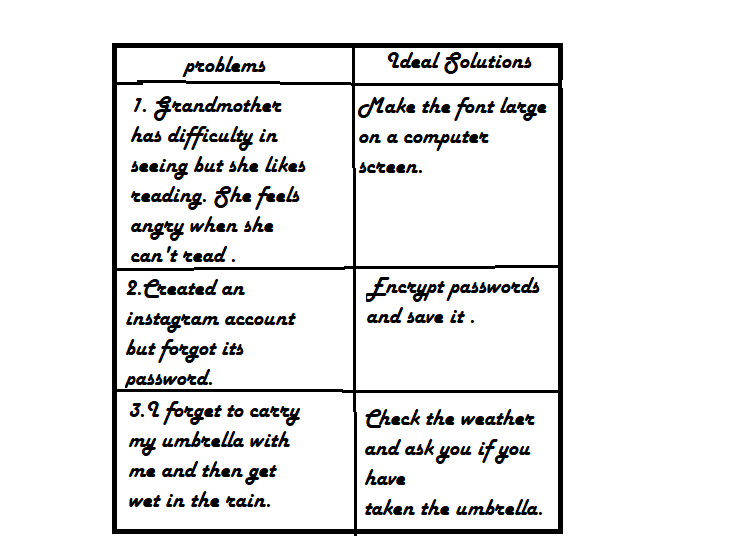 problems
Ideal Solutions
1. Grandmother
has difficulty in
seeing but she likes
reading. She feels
angry when she
can't read .
Make the font large
on a computer
screen.
2.Created an
instagram account
but forgot its
password.
Encrypt passwords
and save it .
3.I forget to carry
my umbrella with
me and then get
wet in the rain.
Check the weather
and ask you if you
have
taken the umbrella.